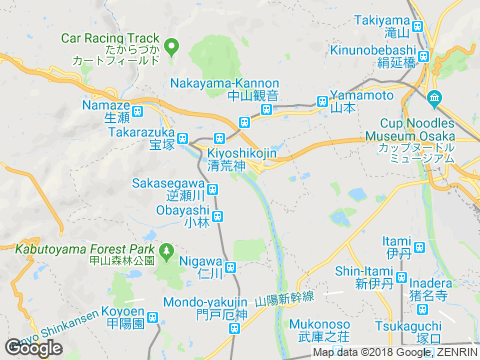 Takiyama
滝山
Car Racing Track
たからづか
カートフィールド
Kinunobebashi
絹延橋
Nakayama-Kannon
中山観音
Namaze
生瀬
Yamamoto
山本
Cup Noodles
Museum Osaka
カップヌードル
ミュージアム
Takarazuka
宝塚
Kiyoshikojin
清荒神
Sakasegawa
逆瀬川
Obayashi
小林
Kabutoyama Forest Park
甲山森林公園
Itami
伊丹
Nigawa
仁川
Shin-Itami
新伊丹
Inadera
猪名寺
Koyoen
甲陽園
Mondo-yakujin
門戸厄神
山陽新幹線
nyo Shinkansen
Mukonoso
武庫之荘
Tsukaguchi
塚口
Google
Map data ©2018 Google, ZENRIN